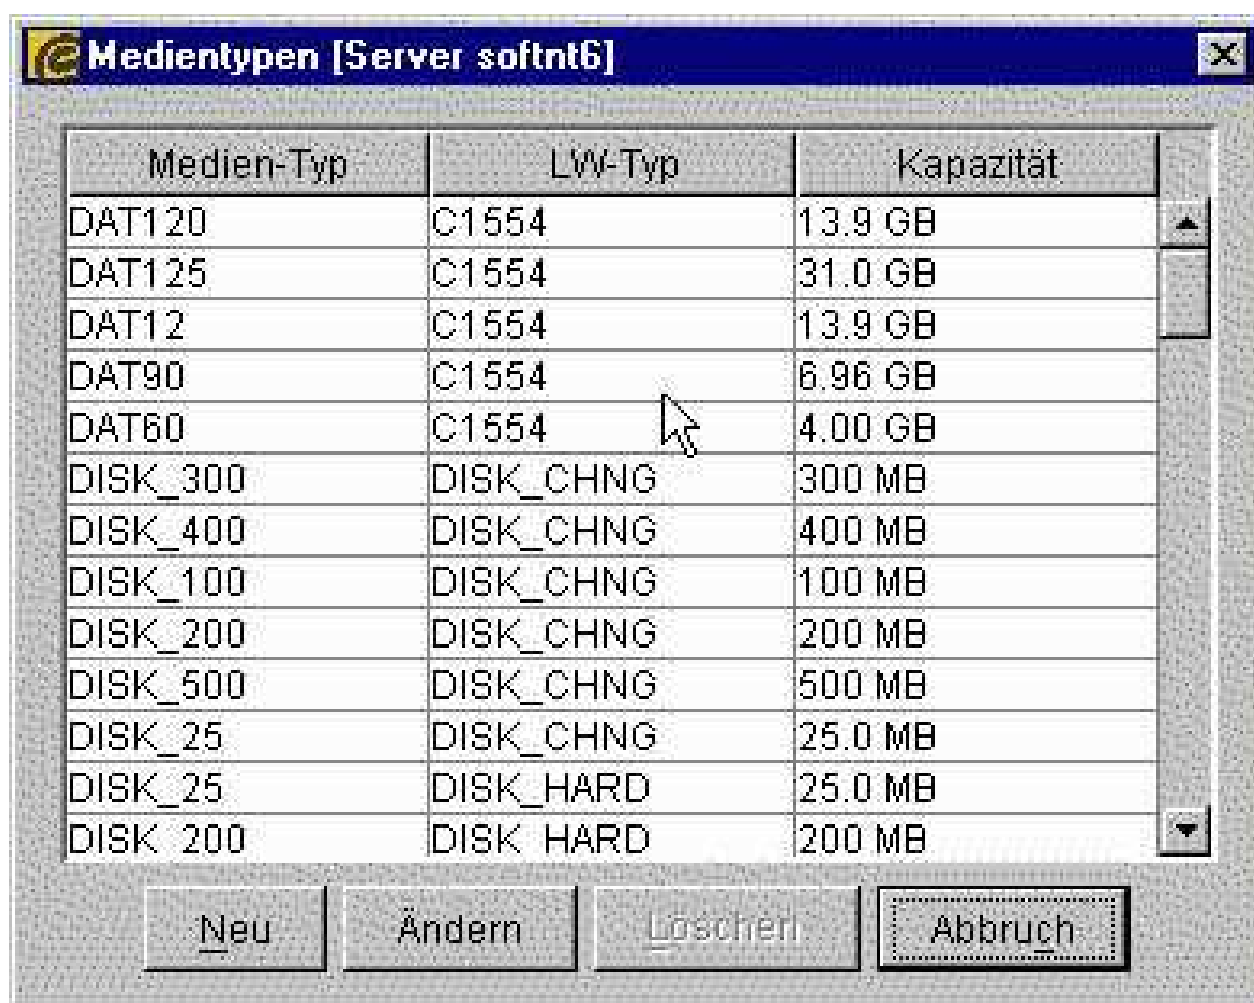 Medientypen [Server softnt6]
Medien-Typ LW-Typ Kapazität
DAT120 C1554 13.9 GB
DAT125 C1554 31.0 GB
DAT12 C1554 13.9 GB
DAT90 C1554 6.96 GB
DAT60 C1554 4.00 GB
DISK_300 DISK_CHNG 300 MB
DISK_400 DISK_CHNG 400 MB
DISK_100 DISK_CHNG 100 MB
DISK_200 DISK_CHNG 200 MB
DISK_500 DISK_CHNG 500 MB
DISK_25 DISK_CHNG 25.0 MB
DISK_25 DISK_HARD 25.0 MB
DISK_200 DISK_HARD 200 MB
Neu Ändern Löschen Abbruch